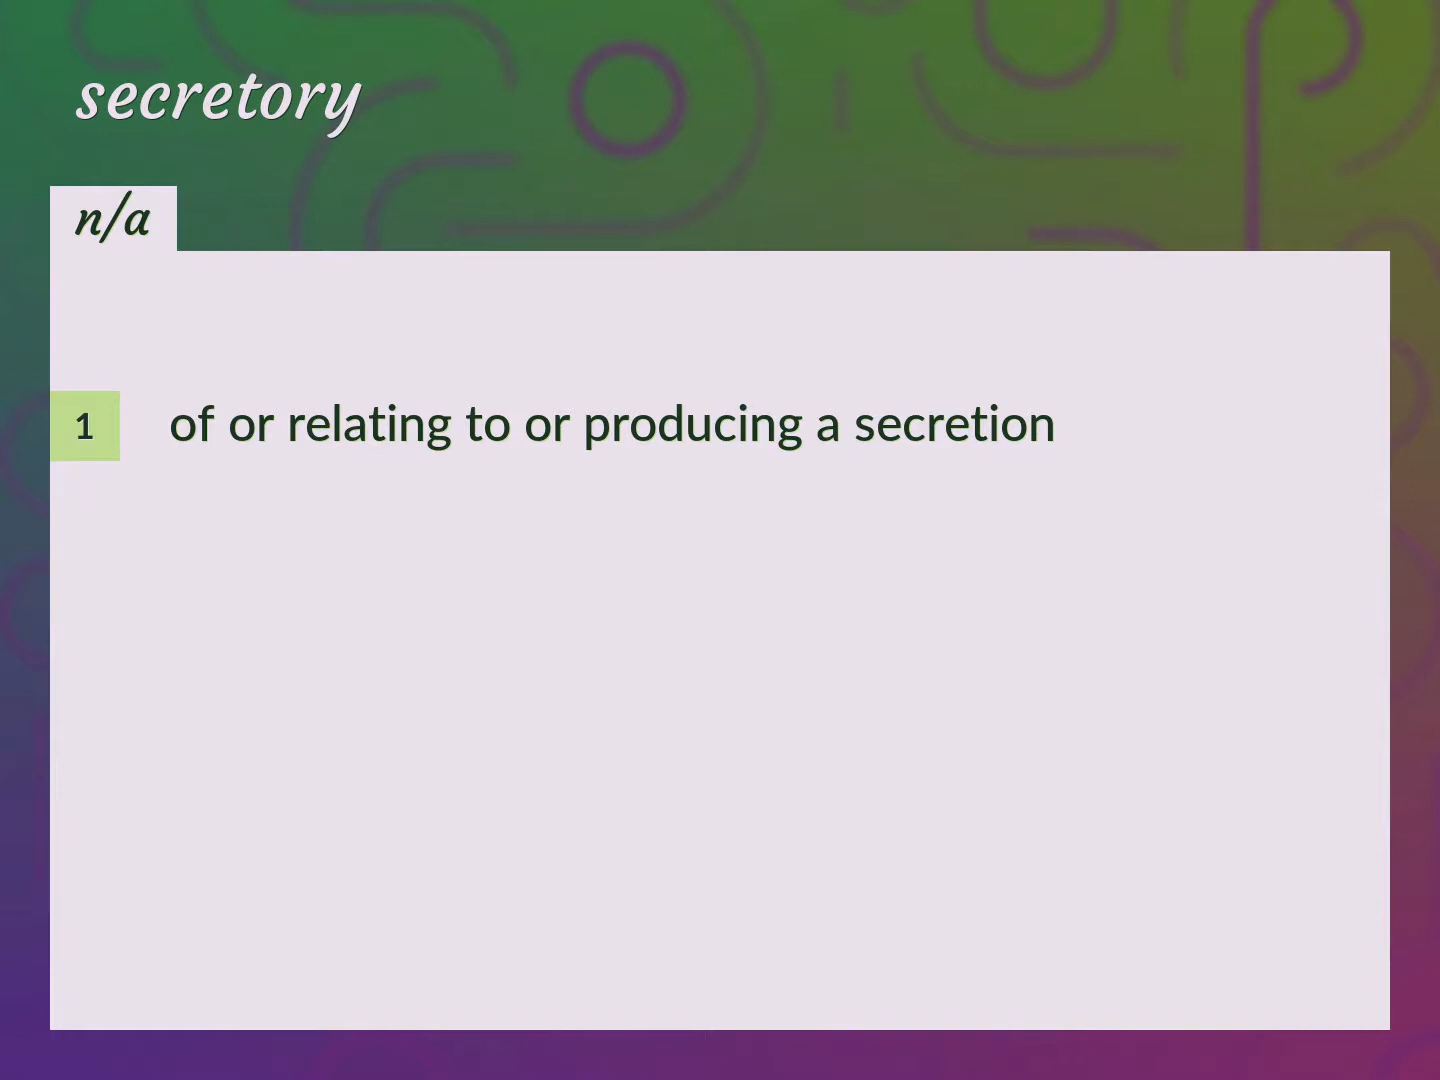 secretory
n/a
1 of or relating to or producing a secretion